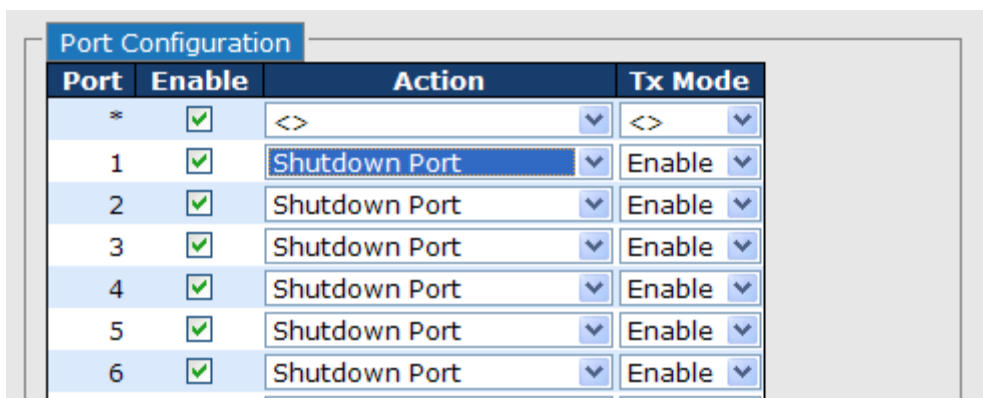 Port Configuration
Port Enable Action Tx Mode
* <> <>
1 Shutdown Port Enable
2 Shutdown Port Enable
3 Shutdown Port Enable
4 Shutdown Port Enable
5 Shutdown Port Enable
6 Shutdown Port Enable